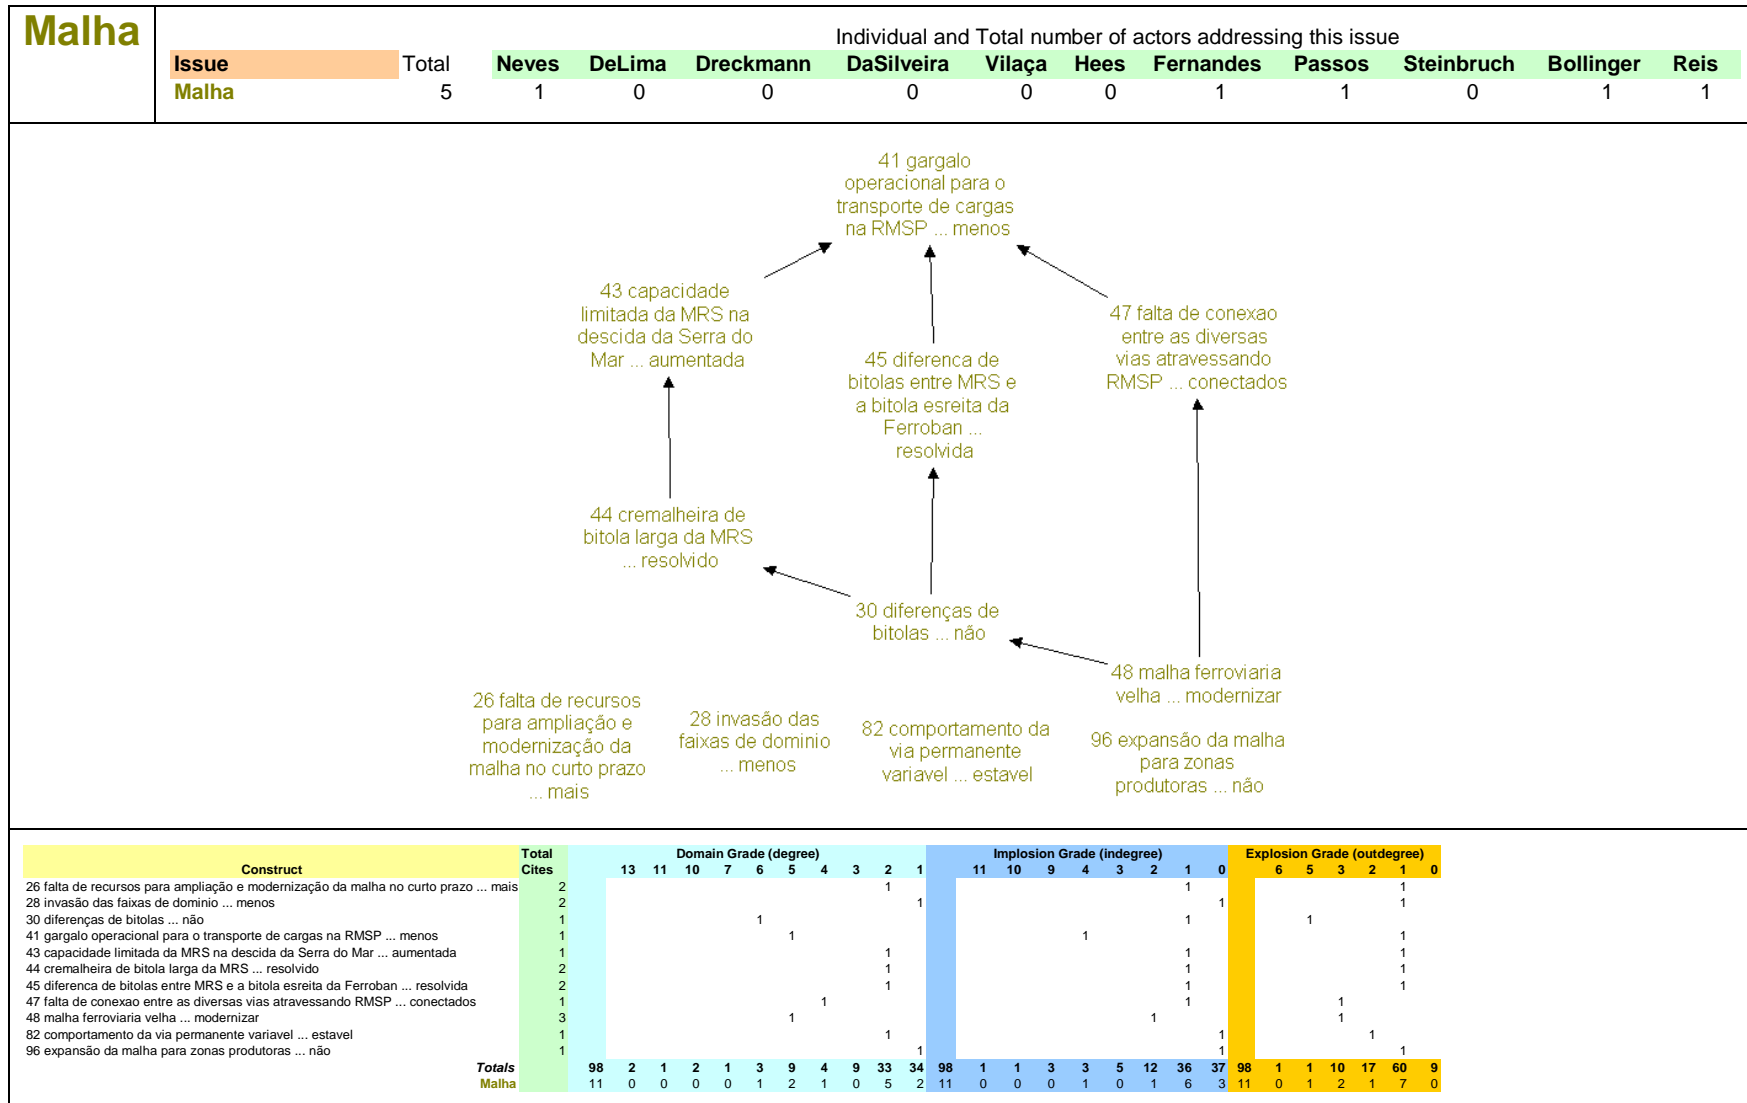 Malha
Individual and Total number of actors addressing this issue
Issue Total Neves DeLima Dreckmann DaSilveira Vilaça Hees Fernandes Passos Steinbruch Bollinger Reis
Malha 5 1 0 0 0 0 0 1 1 0 1 1
41 gargalo
operacional para o
transporte de cargas
na RMSP ... menos
43 capacidade
limitada da MRS na
descida da Serra do
Mar ... aumentada
47 falta de conexao
entre as diversas
vias atravessando
RMSP ... conectados
45 diferenca de
bitolas entre MRS e
a bitola esreita da
Ferroban ...
resolvida
44 cremalheira de
bitola larga da MRS
... resolvido
30 diferenças de
bitolas ... não
48 malha ferroviaria
velha ... modernizar
26 falta de recursos
para ampliação e
modernização da
malha no curto prazo
... mais
28 invasão das
faixas de dominio
... menos
82 comportamento da
via permanente
variavel ... estavel
96 expansão da malha
para zonas
produtoras ... não
Total Domain Grade (degree) Implosion Grade (indegree) Explosion Grade (outdegree)
Construct Cites 13 11 10 7 6 5 4 3 2 1 11 10 9 4 3 2 1 0 6 5 3 2 1 0
26 falta de recursos para ampliação e modernização da malha no curto prazo ... mais 2 1 1 1
28 invasão das faixas de dominio ... menos 2 1 1 1
30 diferenças de bitolas ... não 1 1 1 1
41 gargalo operacional para o transporte de cargas na RMSP ... menos 1 1 1 1
43 capacidade limitada da MRS na descida da Serra do Mar ... aumentada 1 1 1 1
44 cremalheira de bitola larga da MRS ... resolvido 2 1 1 1
45 diferenca de bitolas entre MRS e a bitola esreita da Ferroban ... resolvida 2 1 1 1
47 falta de conexao entre as diversas vias atravessando RMSP ... conectados 1 1 1 1
48 malha ferroviaria velha ... modernizar 3 1 1 1
82 comportamento da via permanente variavel ... estavel 1 1 1 1
96 expansão da malha para zonas produtoras ... não 1 1 1 1
Totals 98 2 1 2 1 3 9 4 9 33 34 98 1 1 3 3 5 12 36 37 98 1 1 10 17 60 9
Malha 11 0 0 0 0 1 2 1 0 5 2 11 0 0 0 1 0 1 6 3 11 0 1 2 1 7 0